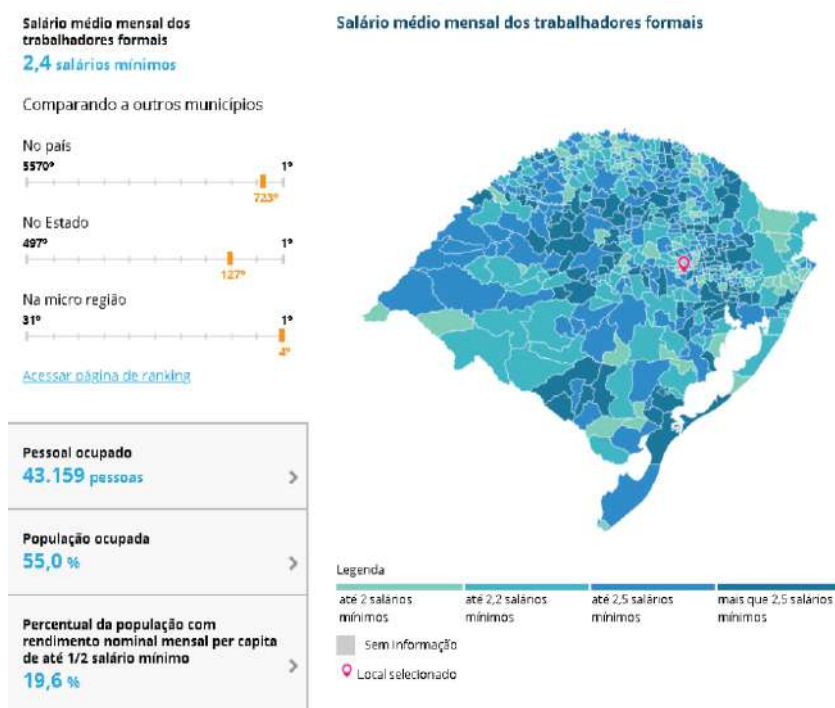 Salário médio mensal dos
trabalhadores formais
2,4 salários mínimos
Comparando a outros municípios
No país
5570º 1º
723º
No Estado
497º 1º
127º
Na micro região
31º 1º
4º
Acessar página de ranking
Pessoal ocupado
43.159 pessoas
População ocupada
55,0 %
Percentual da população com
rendimento nominal mensal per capita
de até 1/2 salário mínimo
19,6 %
Salário médio mensal dos trabalhadores formais
Legenda
até 2 salários
mínimos
até 2,2 salários
mínimos
até 2,5 salários
mínimos
mais que 2,5 salários
mínimos
Sem informação
Local selecionado